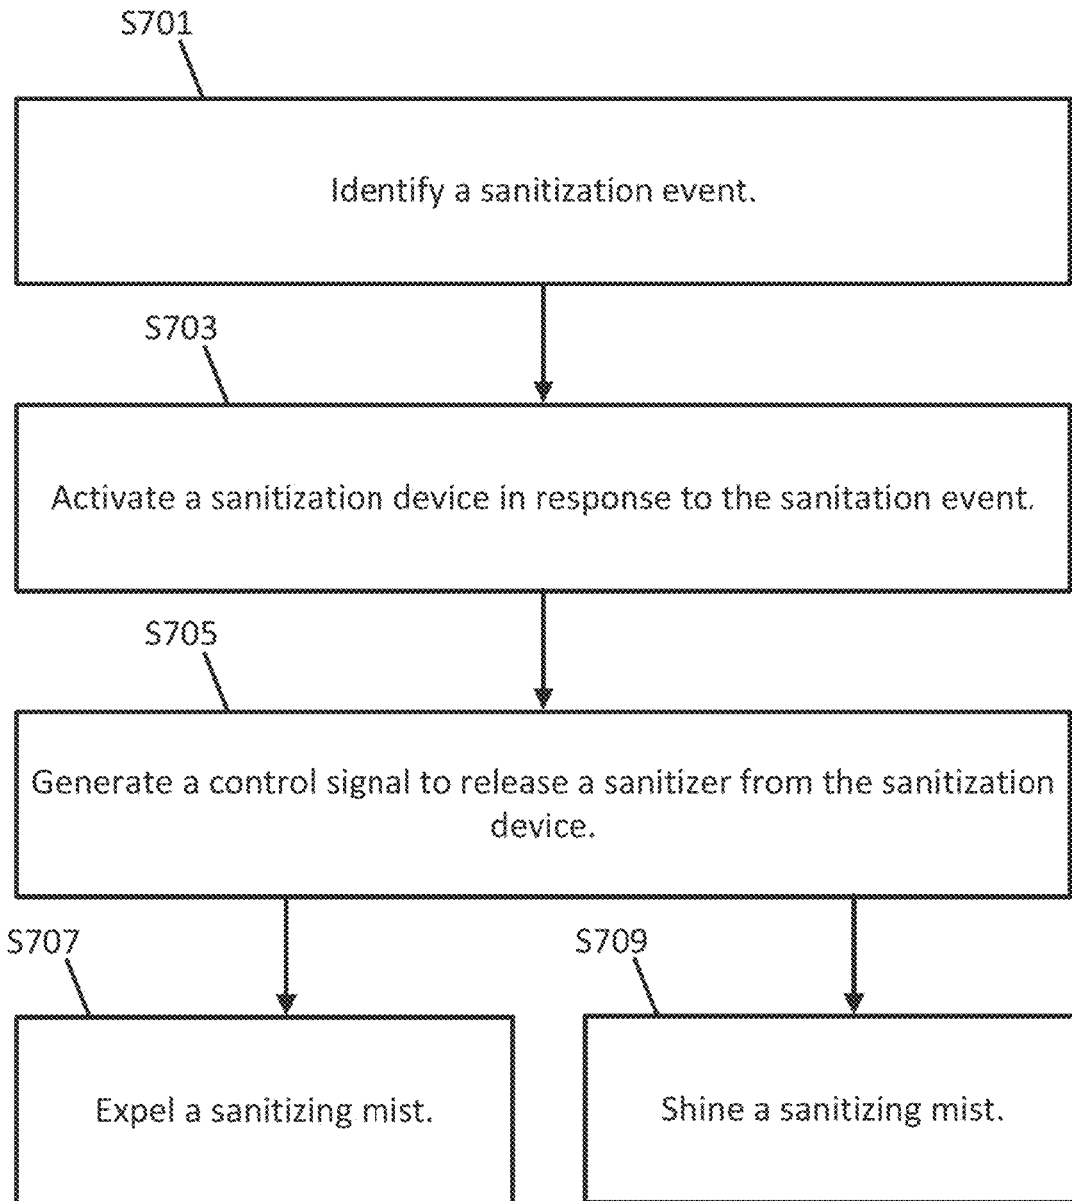 S701
Identify a sanitization event.
S703
Activate a sanitization device in response to the sanitation event.
S705
Generate a control signal to release a sanitizer from the sanitization
device.
S707
S709
Expel a sanitizing mist.
Shine a sanitizing mist.